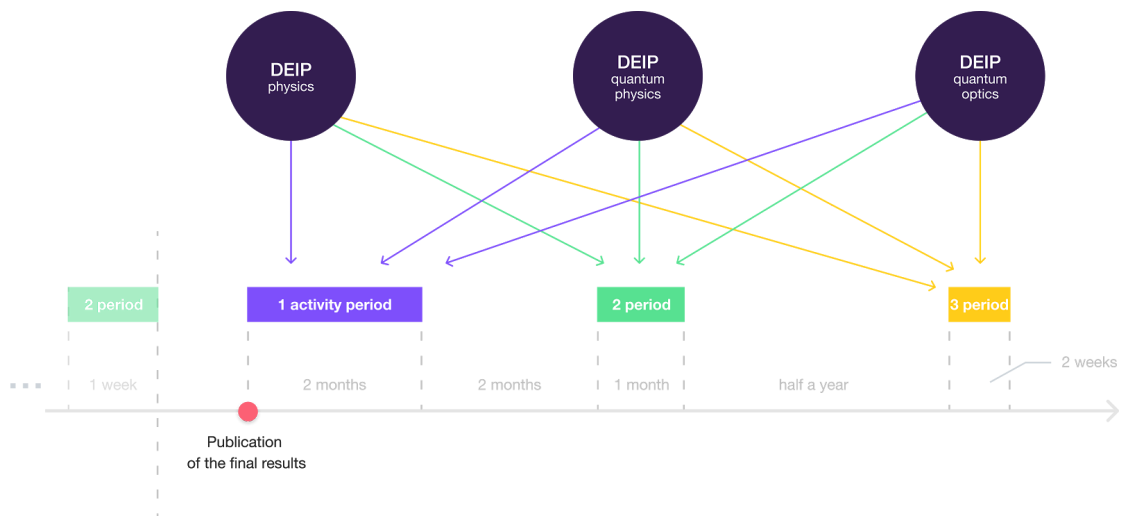 DEIP
physics
DEIP
quantum
physics
DEIP
quantum
optics
2 period
1 activity period
2 period
3 period
1 week
2 months
2 months
1 month
half a year
2 weeks
Publication
of the final results